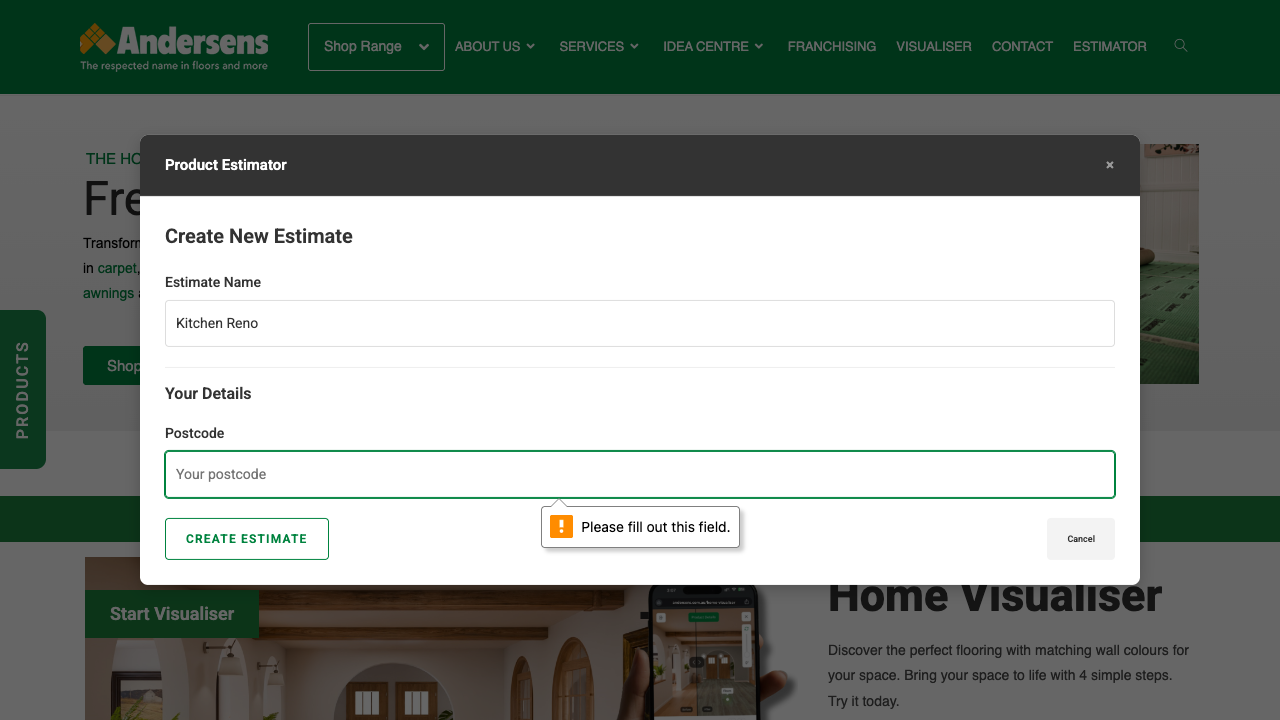 Andersens
The respected name in floors and more
Shop Range
ABOUT US
SERVICES
IDEA CENTRE
FRANCHISING
VISUALISER
CONTACT
ESTIMATOR
THE HO
Fre
Transforn
in carpet,
awnings
Shop
PRODUCTS
Product Estimator
×
Create New Estimate
Estimate Name
Kitchen Reno
Your Details
Postcode
Your postcode
Please fill out this field.
CREATE ESTIMATE
Cancel
Start Visualiser
Home Visualiser
Discover the perfect flooring with matching wall colours for
your space. Bring your space to life with 4 simple steps.
Try it today.